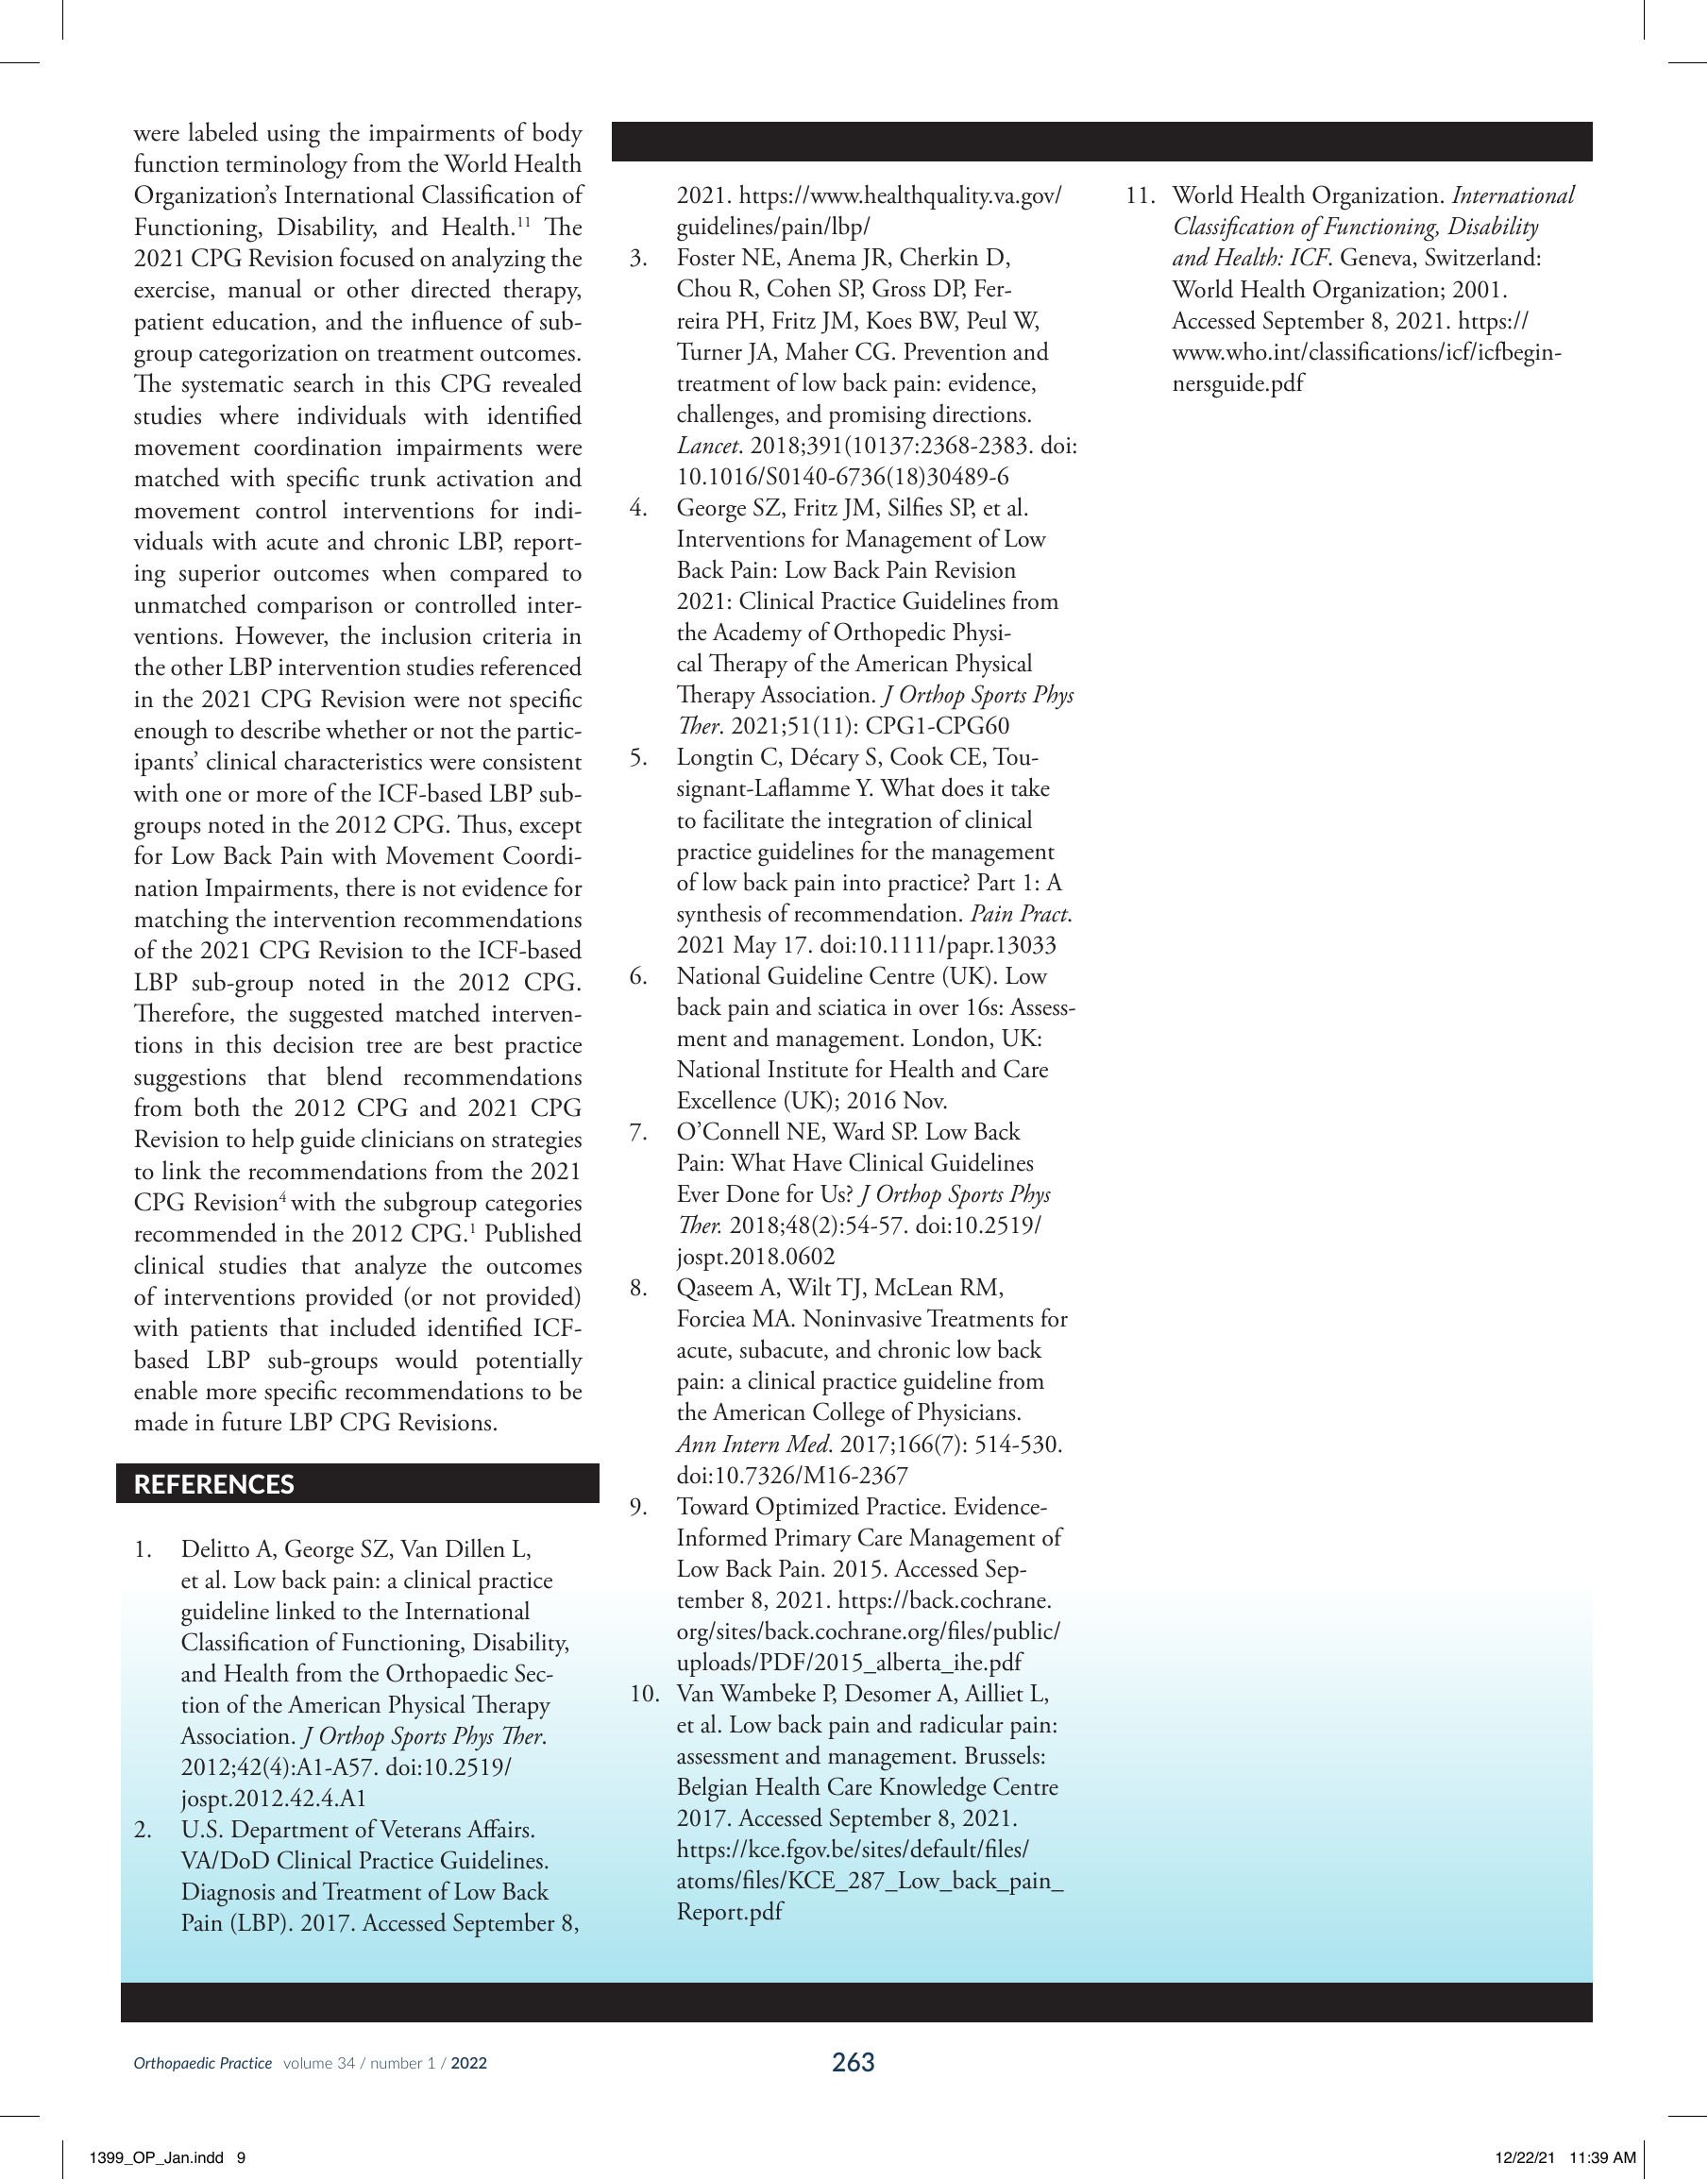 were labeled using the impairments of body
function terminology from the World Health
Organization’s International Classification of
Functioning, Disability, and Health.11 The
2021 CPG Revision focused on analyzing the
exercise, manual or other directed therapy,
patient education, and the influence of sub-
group categorization on treatment outcomes.
The systematic search in this CPG revealed
studies where individuals with identified
movement coordination impairments were
matched with specific trunk activation and
movement control interventions for indi-
viduals with acute and chronic LBP, report-
ing superior outcomes when compared to
unmatched comparison or controlled inter-
ventions. However, the inclusion criteria in
the other LBP intervention studies referenced
in the 2021 CPG Revision were not specific
enough to describe whether or not the partic-
ipants’ clinical characteristics were consistent
with one or more of the ICF-based LBP sub-
groups noted in the 2012 CPG. Thus, except
for Low Back Pain with Movement Coordi-
nation Impairments, there is not evidence for
matching the intervention recommendations
of the 2021 CPG Revision to the ICF-based
LBP sub-group noted in the 2012 CPG.
Therefore, the suggested matched interven-
tions in this decision tree are best practice
suggestions that blend recommendations
from both the 2012 CPG and 2021 CPG
Revision to help guide clinicians on strategies
to link the recommendations from the 2021
CPG Revision4 with the subgroup categories
recommended in the 2012 CPG.1 Published
clinical studies that analyze the outcomes
of interventions provided (or not provided)
with patients that included identified ICF-
based LBP sub-groups would potentially
enable more specific recommendations to be
made in future LBP CPG Revisions.
REFERENCES
1. Delitto A, George SZ, Van Dillen L,
et al. Low back pain: a clinical practice
guideline linked to the International
Classification of Functioning, Disability,
and Health from the Orthopaedic Sec-
tion of the American Physical Therapy
Association. J Orthop Sports Phys Ther.
2012;42(4):A1-A57. doi:10.2519/
jospt.2012.42.4.A1
2. U.S. Department of Veterans Affairs.
VA/DoD Clinical Practice Guidelines.
Diagnosis and Treatment of Low Back
Pain (LBP). 2017. Accessed September 8,
2021. https://www.healthquality.va.gov/
guidelines/pain/lbp/
3. Foster NE, Anema JR, Cherkin D,
Chou R, Cohen SP, Gross DP, Fer-
reira PH, Fritz JM, Koes BW, Peul W,
Turner JA, Maher CG. Prevention and
treatment of low back pain: evidence,
challenges, and promising directions.
Lancet. 2018;391(10137:2368-2383. doi:
10.1016/S0140-6736(18)30489-6
4. George SZ, Fritz JM, Silfies SP, et al.
Interventions for Management of Low
Back Pain: Low Back Pain Revision
2021: Clinical Practice Guidelines from
the Academy of Orthopedic Physi-
cal Therapy of the American Physical
Therapy Association. J Orthop Sports Phys
Ther. 2021;51(11): CPG1-CPG60
5. Longtin C, Décary S, Cook CE, Tou-
signant-Laflamme Y. What does it take
to facilitate the integration of clinical
practice guidelines for the management
of low back pain into practice? Part 1: A
synthesis of recommendation. Pain Pract.
2021 May 17. doi:10.1111/papr.13033
6. National Guideline Centre (UK). Low
back pain and sciatica in over 16s: Assess-
ment and management. London, UK:
National Institute for Health and Care
Excellence (UK); 2016 Nov.
7. O’Connell NE, Ward SP. Low Back
Pain: What Have Clinical Guidelines
Ever Done for Us? J Orthop Sports Phys
Ther. 2018;48(2):54-57. doi:10.2519/
jospt.2018.0602
8. Qaseem A, Wilt TJ, McLean RM,
Forciea MA. Noninvasive Treatments for
acute, subacute, and chronic low back
pain: a clinical practice guideline from
the American College of Physicians.
Ann Intern Med. 2017;166(7): 514-530.
doi:10.7326/M16-2367
9. Toward Optimized Practice. Evidence-
Informed Primary Care Management of
Low Back Pain. 2015. Accessed Sep-
tember 8, 2021. https://back.cochrane.
org/sites/back.cochrane.org/files/public/
uploads/PDF/2015_alberta_ihe.pdf
10. Van Wambeke P, Desomer A, Ailliet L,
et al. Low back pain and radicular pain:
assessment and management. Brussels:
Belgian Health Care Knowledge Centre
2017. Accessed September 8, 2021.
https://kce.fgov.be/sites/default/files/
atoms/files/KCE_287_Low_back_pain_
Report.pdf
11. World Health Organization. International
Classification of Functioning, Disability
and Health: ICF. Geneva, Switzerland:
World Health Organization; 2001.
Accessed September 8, 2021. https://
www.who.int/classifications/icf/icfbegin-
nersguide.pdf
Orthopaedic Practice volume 34 / number 1 / 2022
263
1399_OP_Jan.indd 9
12/22/21 11:39 AM